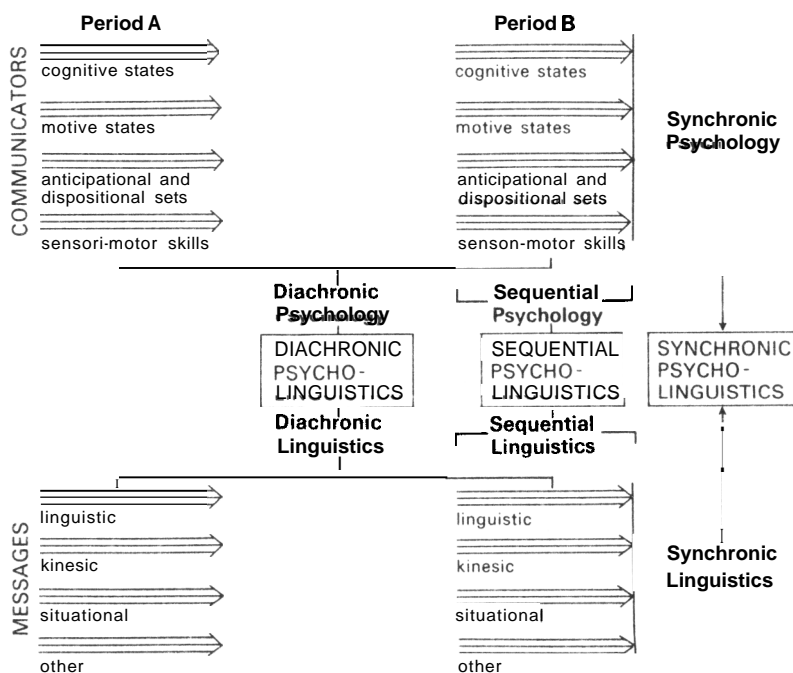 Period A
Period B
COMMUNICATORS
cognitive states
cognitive states
motive states
motive states
Synchronic
Psychology
anticipational and
dispositional sets
anticipational and
dispositional sets
sensori-motor skills
senson-motor skills
Diachronic
Psychology
Sequential
Psychology
DIACHRONIC
PSYCHO-
LINGUISTICS
SEQUENTIAL
PSYCHO-
LINGUISTICS
SYNCHRONIC
PSYCHO-
LINGUISTICS
Diachronic
Linguistics
Sequential
Linguistics
MESSAGES
linguistic
linguistic
kinesic
kinesic
Synchronic
Linguistics
situational
situational
other
other